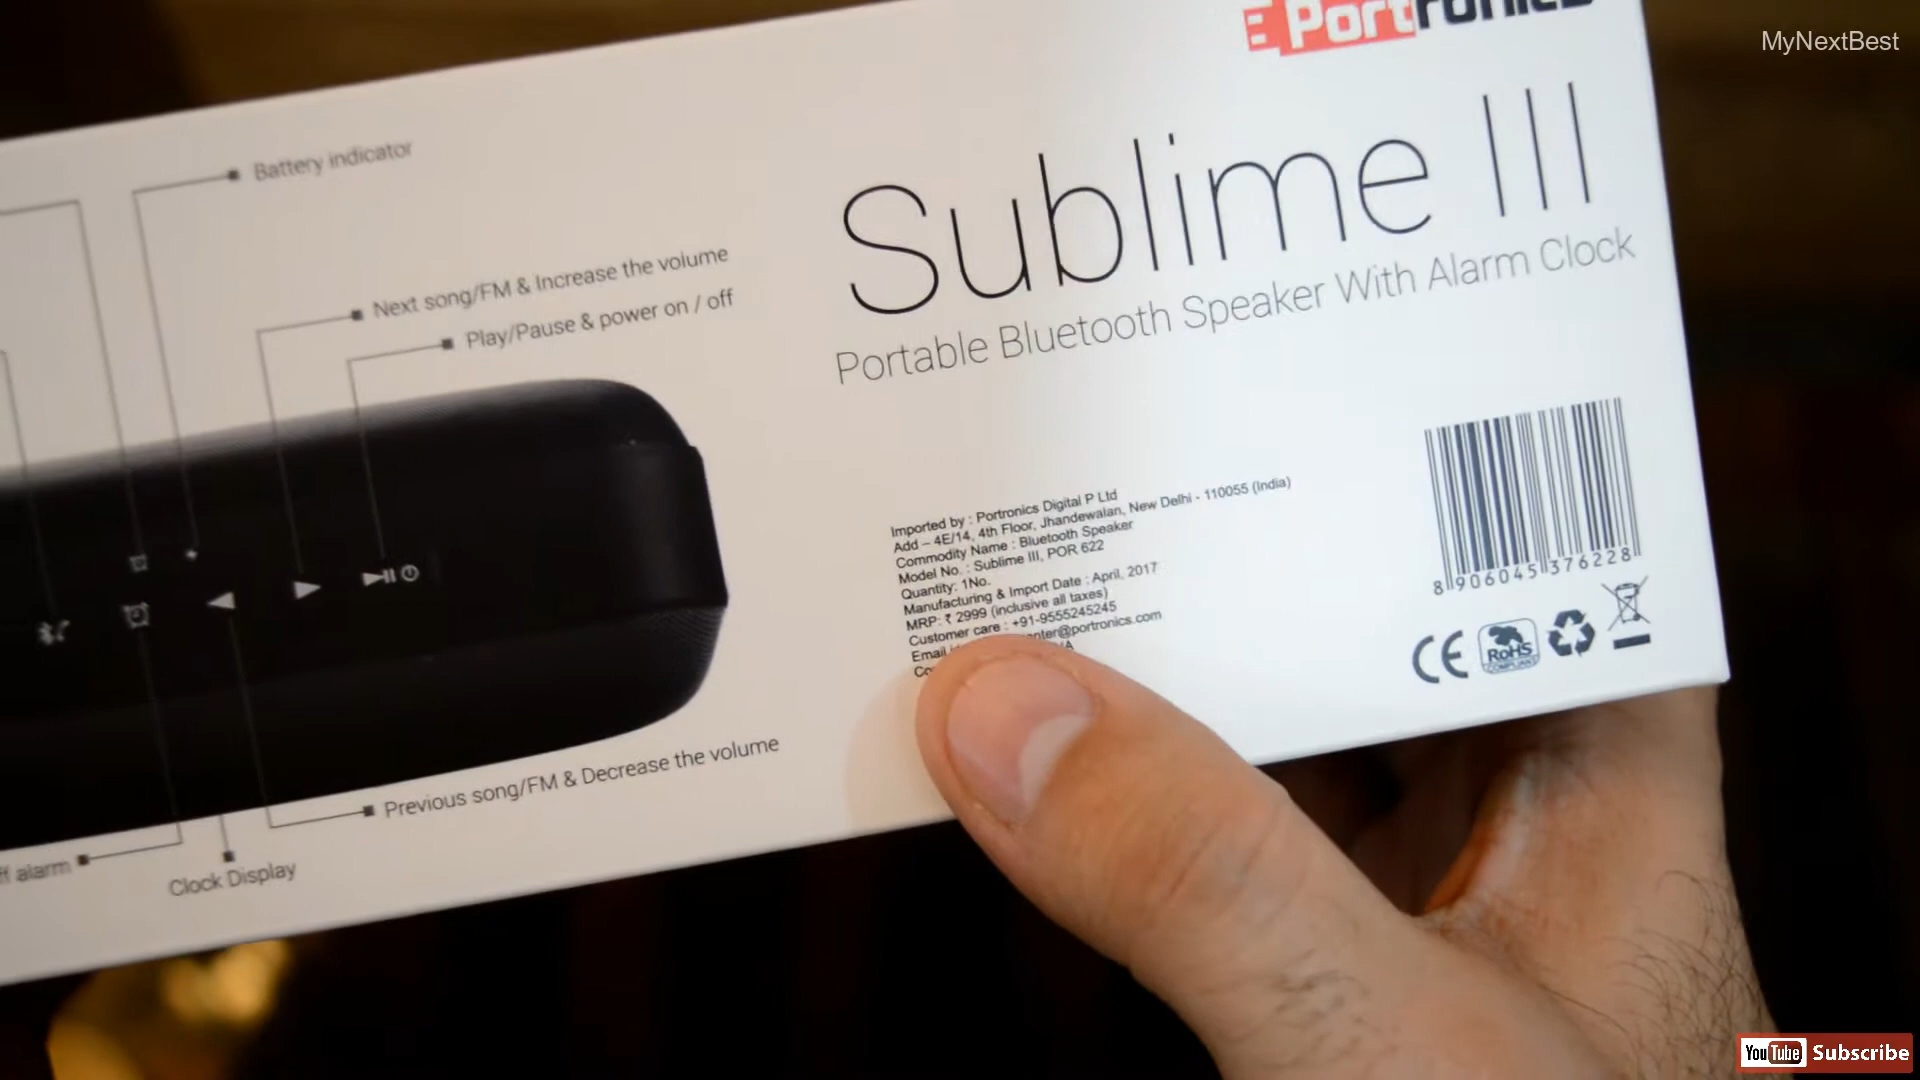 Portronics
MyNextBest
Sublime III
Portable Bluetooth Speaker With Alarm Clock
Battery indicator
Next song/FM & Increase the volume
Play/Pause & power on / off
Previous song/FM & Decrease the volume
alarm
Clock Display
Imported by : Portronics Digital P Ltd
Add – 4E/14, 4th Floor, Jhandewalan, New Delhi - 110055 (India)
Commodity Name : Bluetooth Speaker
Model No. : Sublime III, POR 622
Quantity: 1No.
Manufacturing & Import Date : April, 2017
MRP: ₹ 2999 (inclusive all taxes)
Customer care : +91-9555245245
Email
8 906045 376228
CE
RoHS
COMPLIANT
YouTube Subscribe